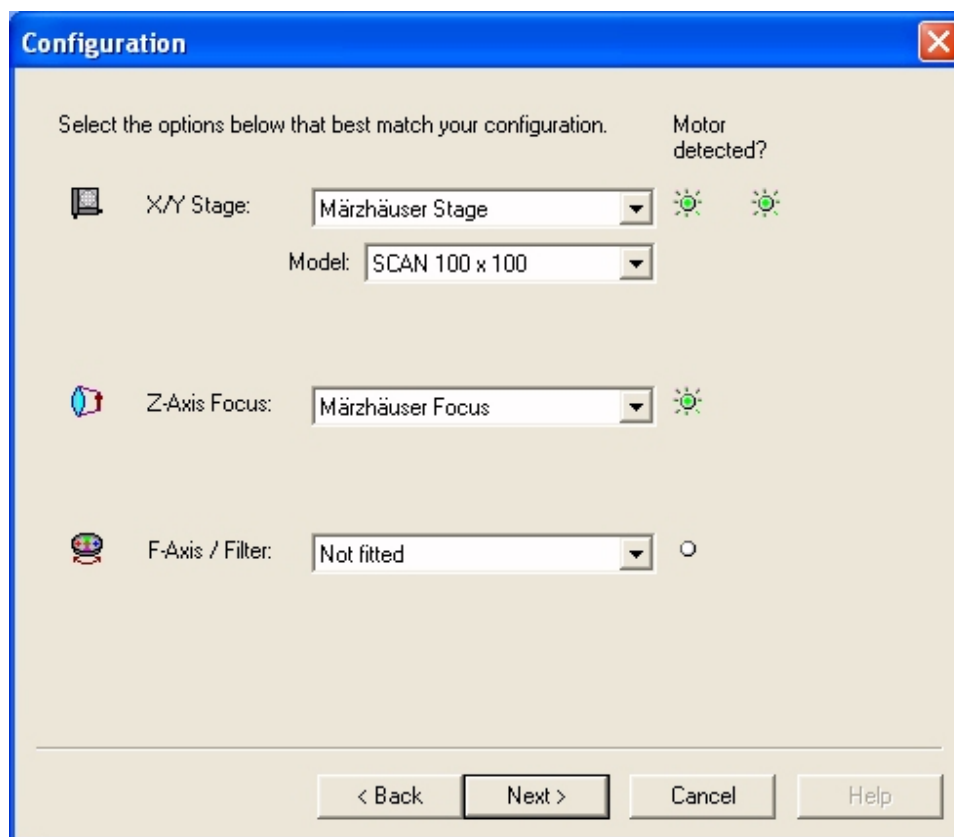 Configuration
Select the options below that best match your configuration.
Motor
detected?
X/Y Stage:
Märzhäuser Stage
Model:
SCAN 100 x 100
Z-Axis Focus:
Märzhäuser Focus
F-Axis / Filter:
Not fitted
< Back
Next >
Cancel
Help